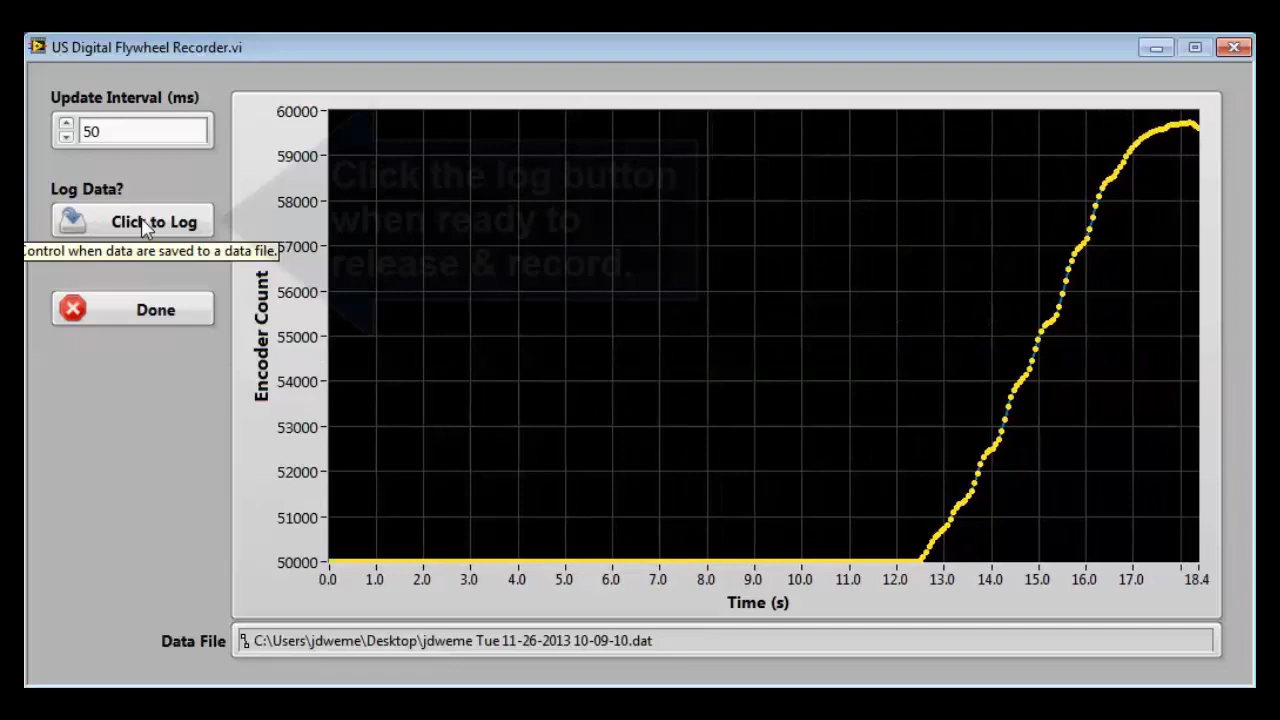 US Digital Flywheel Recorder.vi
Update Interval (ms)
50
Log Data?
Click to Log
Control when data are saved to a data file.
Done
Click the log button
when ready to
release & record.
Encoder Count
60000
59000
58000
57000
56000
55000
54000
53000
52000
51000
50000
0.0 1.0 2.0 3.0 4.0 5.0 6.0 7.0 8.0 9.0 10.0 11.0 12.0 13.0 14.0 15.0 16.0 17.0 18.4
Time (s)
Data File
C:\Users\jdweme\Desktop\jdweme Tue 11-26-2013 10-09-10.dat